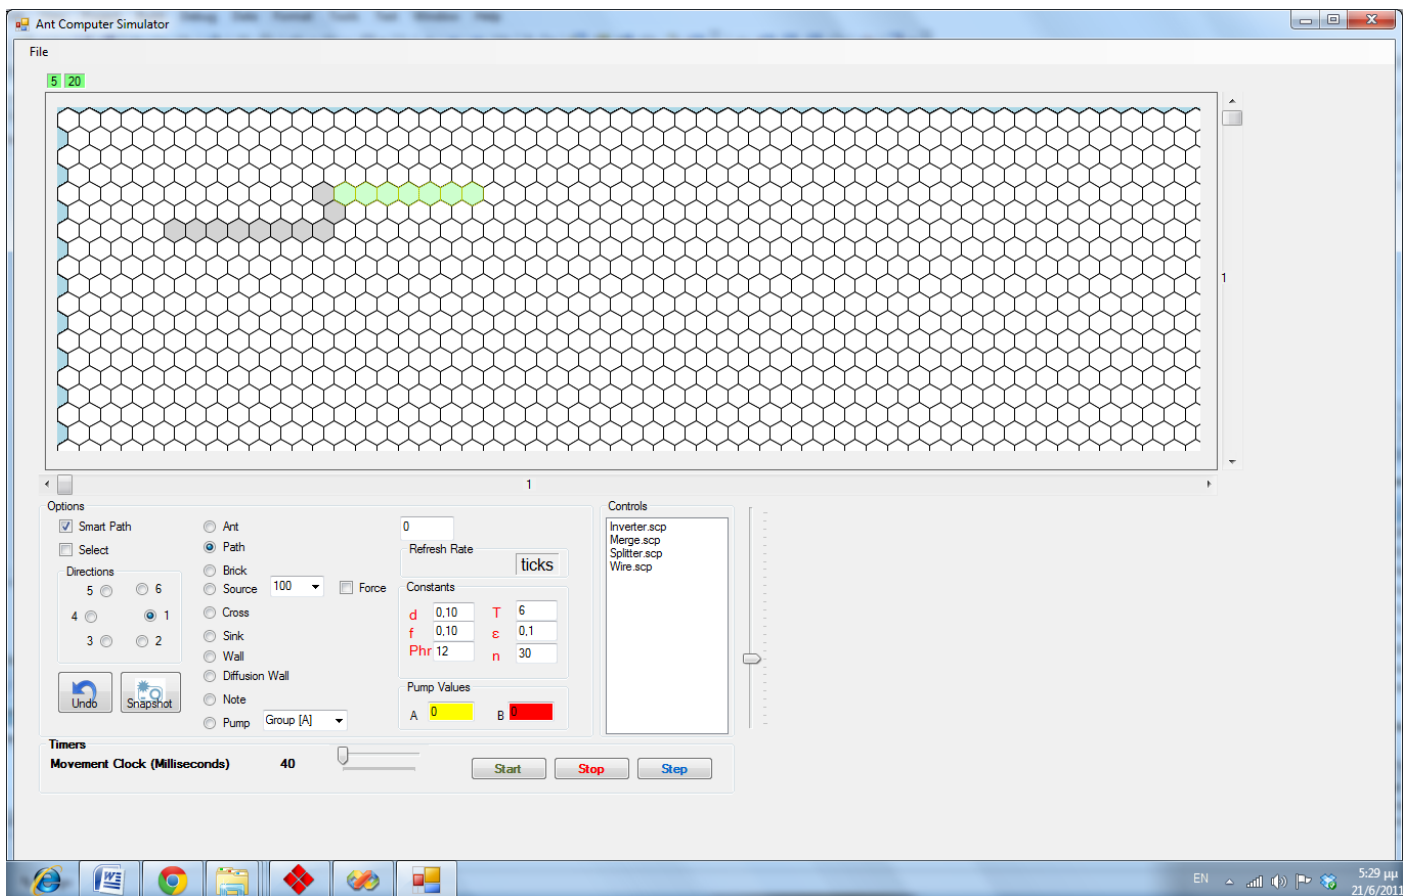 Ant Computer Simulator
File
5 20
1
1
Options
Smart Path
Select
Directions
5 6
4 1
3 2
Undo
Snapshot
Ant
Path
Brick
Source 100 Force
Cross
Sink
Wall
Diffusion Wall
Note
Pump Group [A]
0
Refresh Rate
ticks
Constants
d 0,10 T 6
f 0,10 ε 0,1
Phr 12 n 30
Pump Values
A 0 B 0
Controls
Inverter.scp
Merge.scp
Splitter.scp
Wire.scp
Timers
Movement Clock (Milliseconds) 40
Start Stop Step
EN
5:29 μμ
21/6/2011